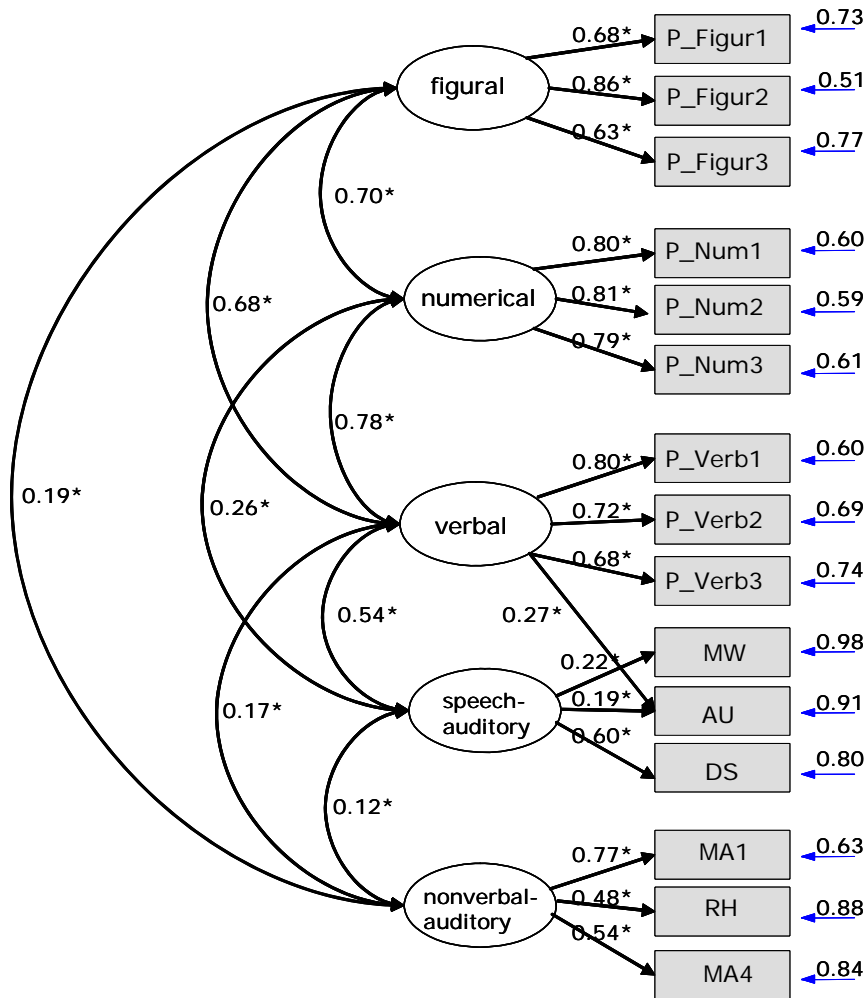 0.73
0.68*
P_Figur1
0.51
figural
0.86*
P_Figur2
0.77
0.63*
P_Figur3
0.70*
0.60
0.80*
P_Num1
0.59
numerical
0.81*
P_Num2
0.68*
0.61
0.79*
P_Num3
0.78*
0.60
0.80*
P_Verb1
0.19*
0.26*
0.69
verbal
0.72*
P_Verb2
0.74
0.68*
P_Verb3
0.54*
0.27*
0.98
0.22*
MW
0.91
speech-
auditory
0.19*
AU
0.17*
0.60*
0.80
DS
0.12*
0.63
0.77*
MA1
0.88
nonverbal-
auditory
0.48*
RH
0.54*
0.84
MA4